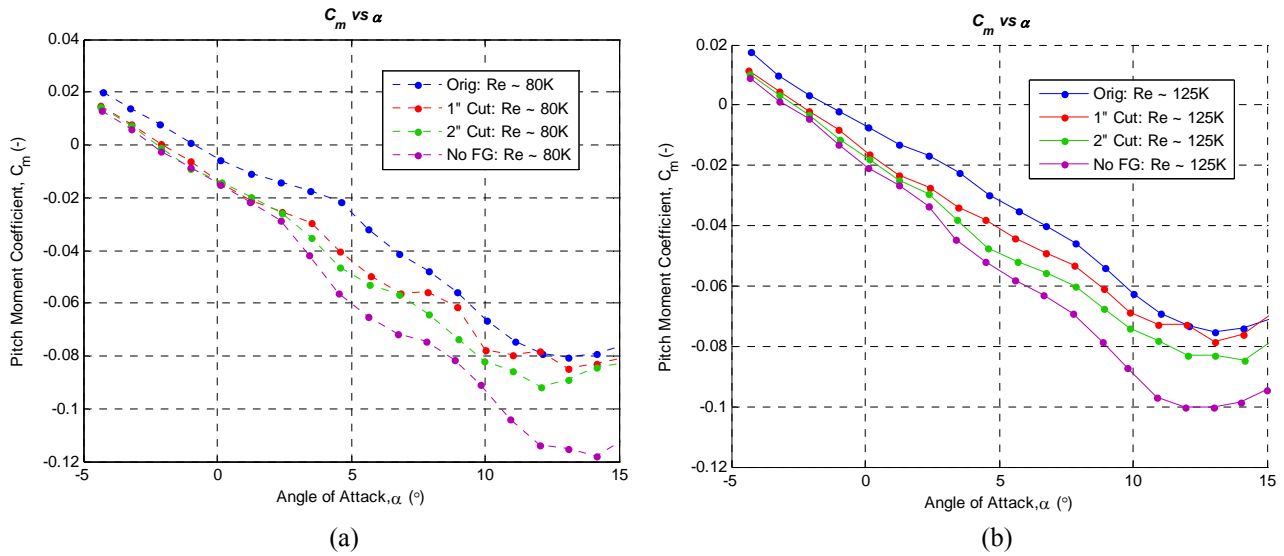 C_m vs α
0.04
0.02
0
-0.02
-0.04
-0.06
-0.08
-0.1
-0.12
Pitch Moment Coefficient, C_m (-)
Orig: Re ~ 80K
1" Cut: Re ~ 80K
2" Cut: Re ~ 80K
No FG: Re ~ 80K
-5 0 5 10 15
Angle of Attack,α (°)
(a)
C_m vs α
0.02
0
-0.02
-0.04
-0.06
-0.08
-0.1
-0.12
Pitch Moment Coefficient, C_m (-)
Orig: Re ~ 125K
1" Cut: Re ~ 125K
2" Cut: Re ~ 125K
No FG: Re ~ 125K
-5 0 5 10 15
Angle of Attack,α (°)
(b)